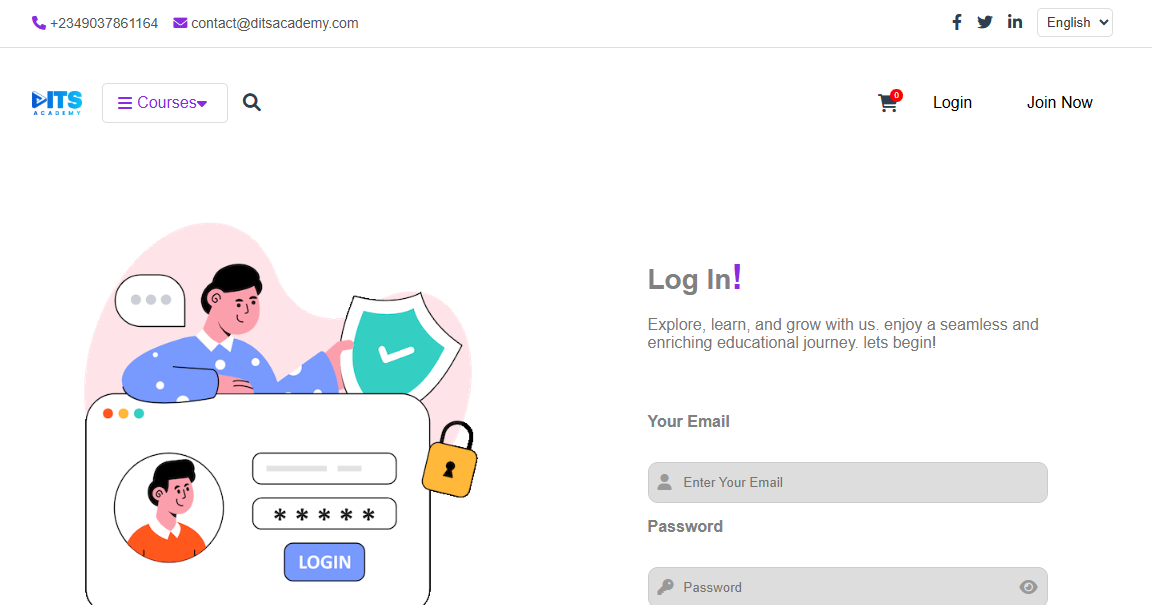 +2349037861164 contact@ditsacademy.com English
DITS
ACADEMY
Courses
0
Login
Join Now
Log In!
Explore, learn, and grow with us. enjoy a seamless and
enriching educational journey. lets begin!
Your Email
Enter Your Email
Password
Password
* * * * *
LOGIN